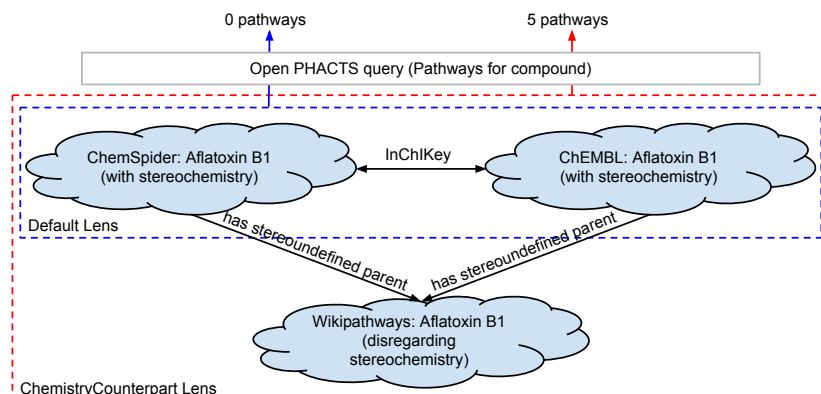 0 pathways
5 pathways
Open PHACTS query (Pathways for compound)
ChemSpider: Aflatoxin B1
(with stereochemistry)
InChIKey
ChEMBL: Aflatoxin B1
(with stereochemistry)
Default Lens
has stereoundefined parent
has stereoundefined parent
Wikipathways: Aflatoxin B1
(disregarding
stereochemistry)
ChemistryCounterpart Lens